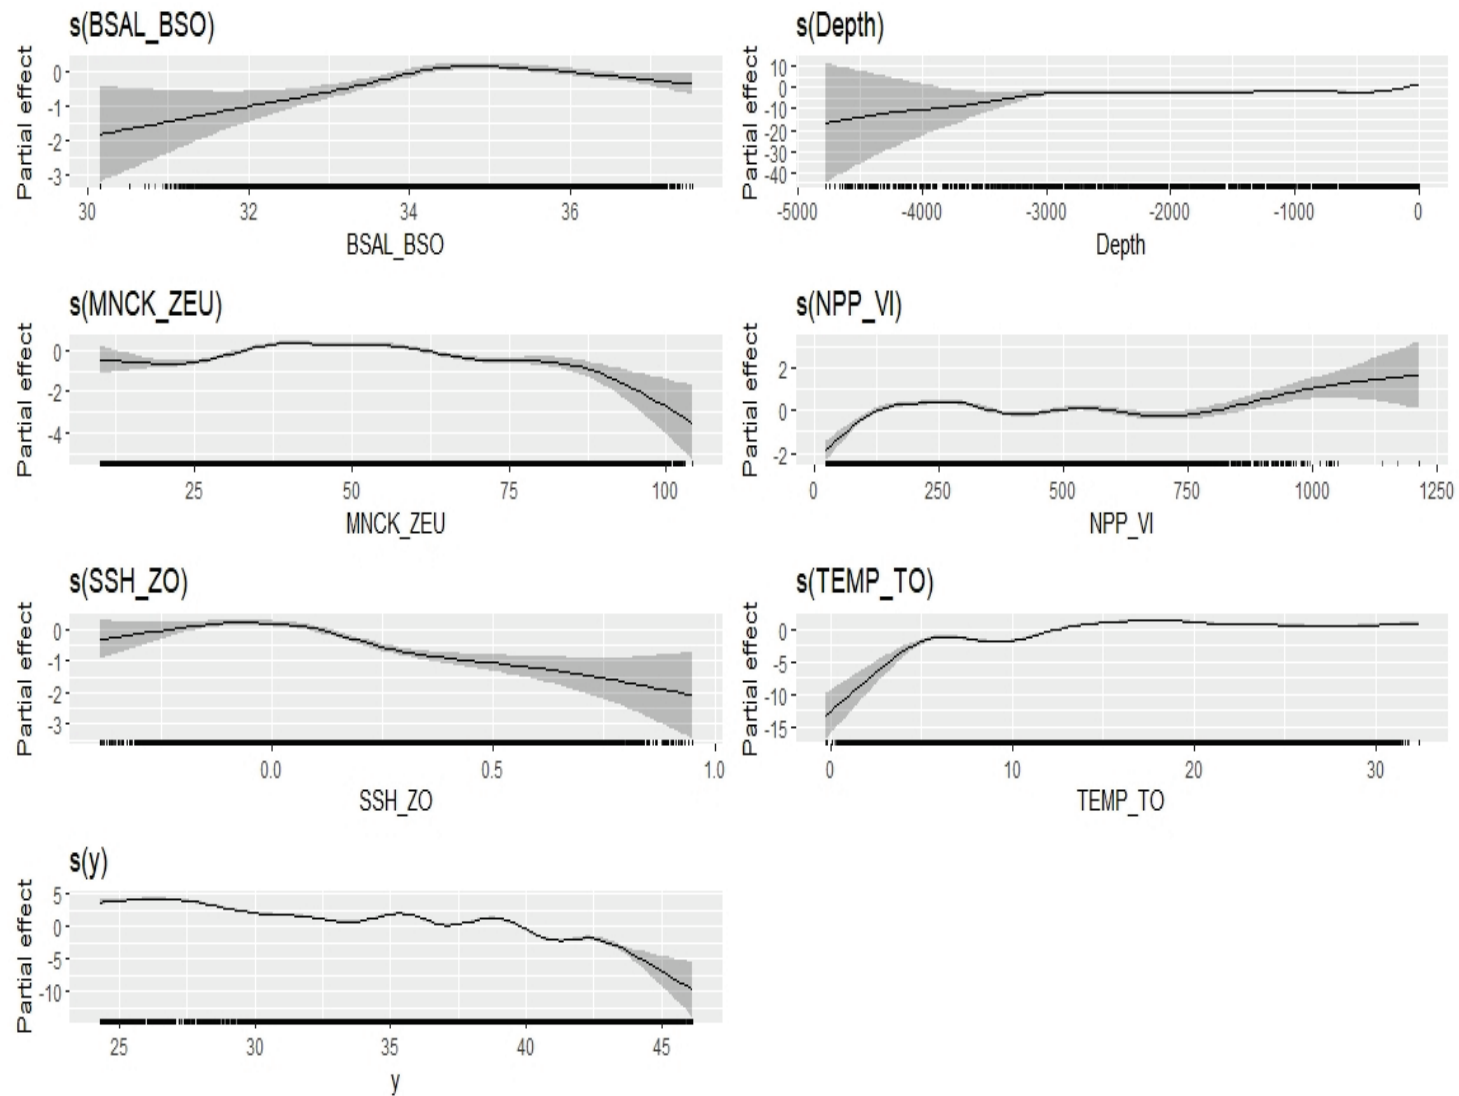 s(BSAL_BSO)
Partial effect
0
-1
-2
-3
30 32 34 36
BSAL_BSO
s(Depth)
Partial effect
10
0
-10
-20
-30
-40
-5000 -4000 -3000 -2000 -1000 0
Depth
s(MNCK_ZEU)
Partial effect
0
-2
-4
25 50 75 100
MNCK_ZEU
s(NPP_VI)
Partial effect
2
0
-2
0 250 500 750 1000 1250
NPP_VI
s(SSH_ZO)
Partial effect
0
-1
-2
-3
0.0 0.5 1.0
SSH_ZO
s(TEMP_TO)
Partial effect
0
-5
-10
-15
0 10 20 30
TEMP_TO
s(y)
Partial effect
5
0
-5
-10
25 30 35 40 45
y